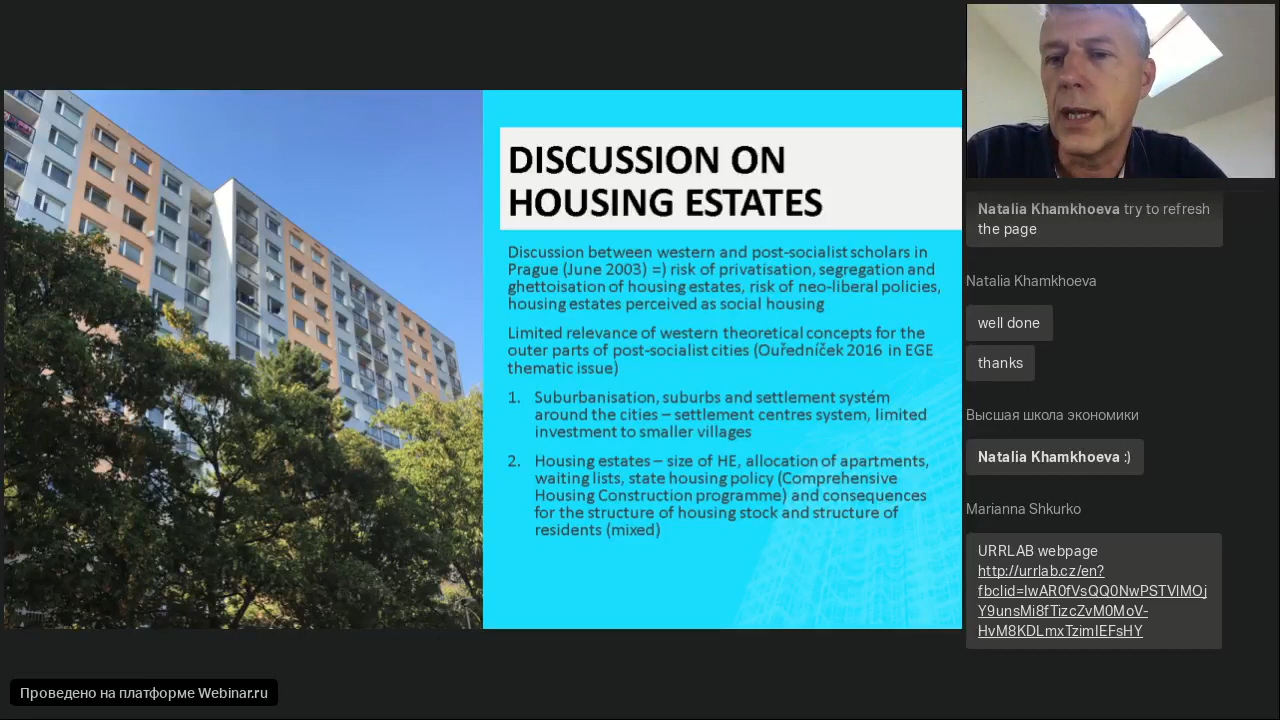 DISCUSSION ON
HOUSING ESTATES
Discussion between western and post-socialist scholars in
Prague (June 2003) =) risk of privatisation, segregation and
ghettoisation of housing estates, risk of neo-liberal policies,
housing estates perceived as social housing
Limited relevance of western theoretical concepts for the
outer parts of post-socialist cities (Ouředníček 2016 in EGE
thematic issue)
1. Suburbanisation, suburbs and settlement systém
around the cities – settlement centres system, limited
investment to smaller villages
2. Housing estates – size of HE, allocation of apartments,
waiting lists, state housing policy (Comprehensive
Housing Construction programme) and consequences
for the structure of housing stock and structure of
residents (mixed)
Natalia Khamkhoeva try to refresh
the page
Natalia Khamkhoeva
well done
thanks
Высшая школа экономики
Natalia Khamkhoeva :)
Marianna Shkurko
URRLAB webpage
http://urrlab.cz/en?
fbclid=IwAR0fVsQQ0NwPSTVlMOj
Y9unsMi8fTizcZvM0MoV-
HvM8KDLmxTzimIEFsHY
Проведено на платформе Webinar.ru